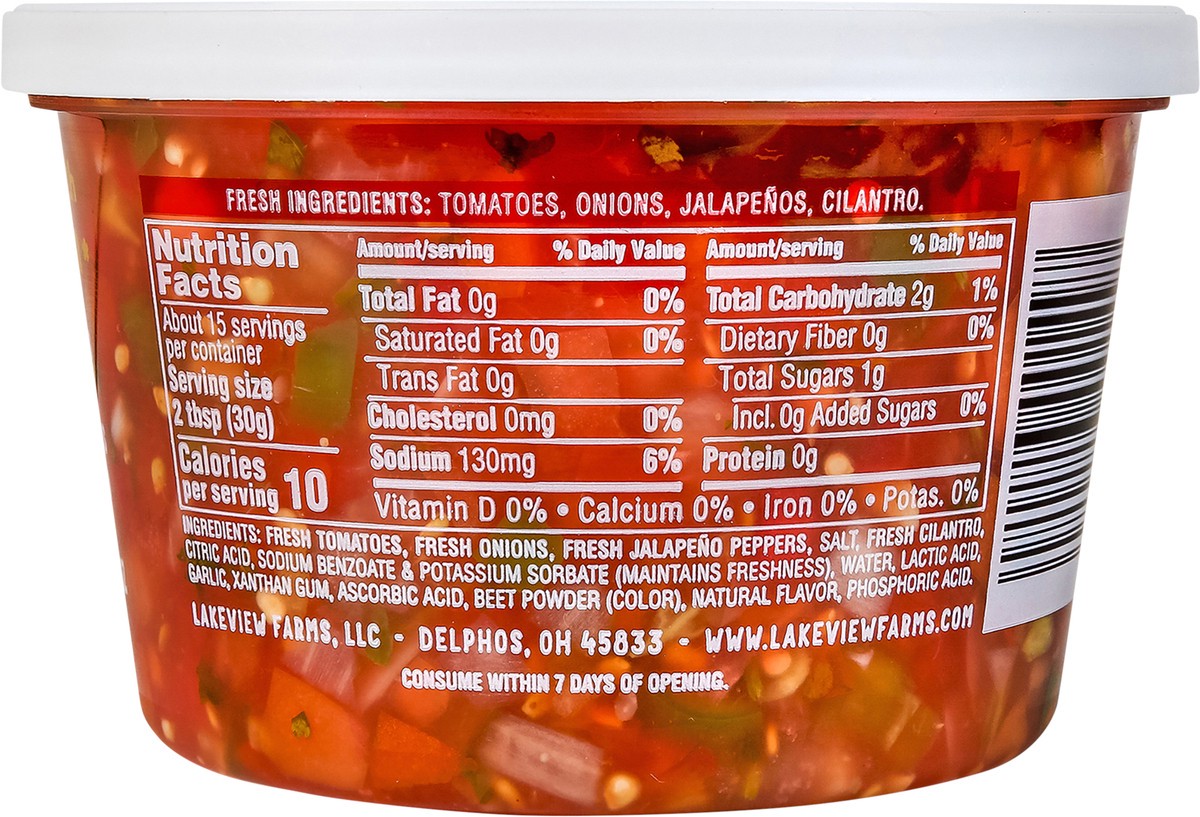 FRESH INGREDIENTS: TOMATOES, ONIONS, JALAPEÑOS, CILANTRO.
Nutrition
Facts
About 15 servings
per container
Serving size
2 tbsp (30g)
Calories
per serving 10
Amount/serving % Daily Value
Total Fat 0g 0%
Saturated Fat 0g 0%
Trans Fat 0g
Cholesterol 0mg 0%
Sodium 130mg 6%
Amount/serving % Daily Value
Total Carbohydrate 2g 1%
Dietary Fiber 0g 0%
Total Sugars 1g
Incl. 0g Added Sugars 0%
Protein 0g
Vitamin D 0% • Calcium 0% • Iron 0% • Potas. 0%
INGREDIENTS: FRESH TOMATOES, FRESH ONIONS, FRESH JALAPEÑO PEPPERS, SALT, FRESH CILANTRO,
CITRIC ACID, SODIUM BENZOATE & POTASSIUM SORBATE (MAINTAINS FRESHNESS), WATER, LACTIC ACID,
GARLIC, XANTHAN GUM, ASCORBIC ACID, BEET POWDER (COLOR), NATURAL FLAVOR, PHOSPHORIC ACID.
LAKEVIEW FARMS, LLC - DELPHOS, OH 45833 - WWW.LAKEVIEWFARMS.COM
CONSUME WITHIN 7 DAYS OF OPENING.